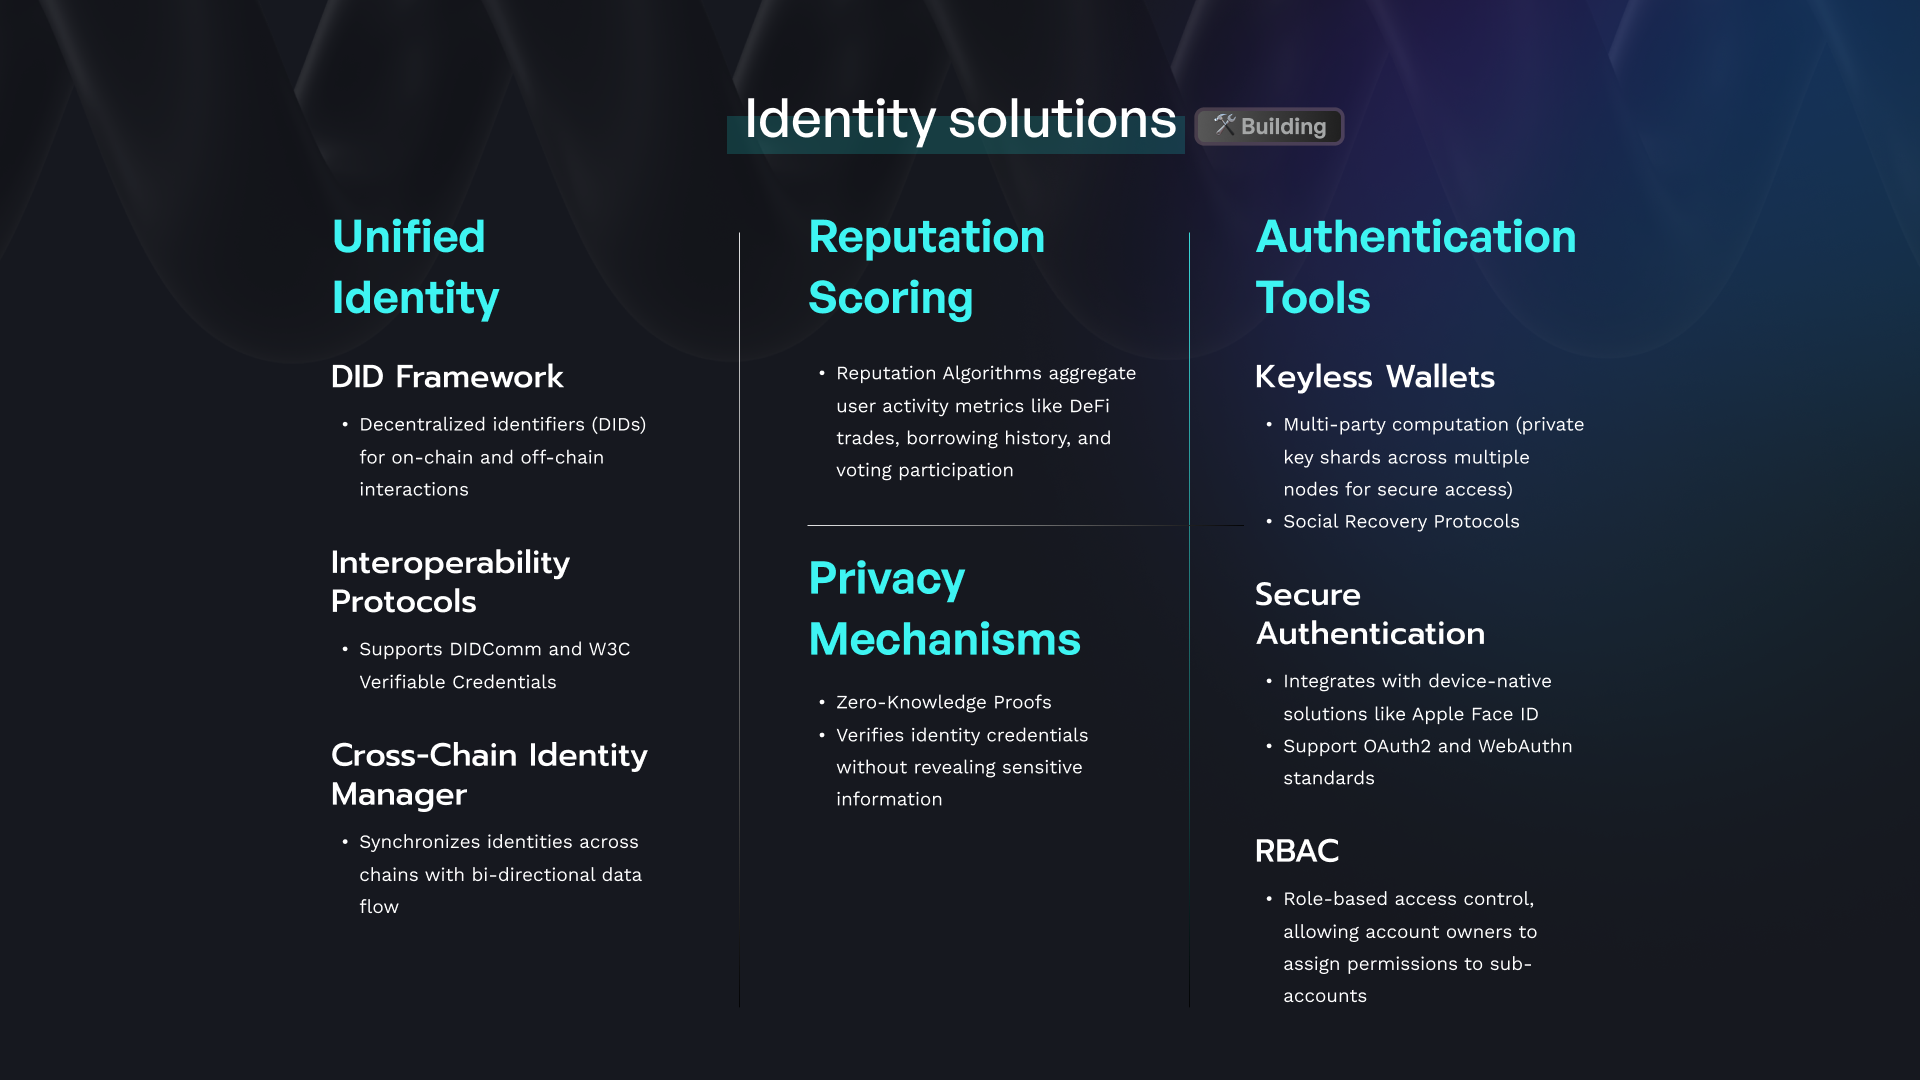 Identity solutions
🛠 Building
Unified
Identity
DID Framework
• Decentralized identifiers (DIDs)
for on-chain and off-chain
interactions
Interoperability
Protocols
• Supports DIDComm and W3C
Verifiable Credentials
Cross-Chain Identity
Manager
• Synchronizes identities across
chains with bi-directional data
flow
Reputation
Scoring
• Reputation Algorithms aggregate
user activity metrics like DeFi
trades, borrowing history, and
voting participation
Privacy
Mechanisms
• Zero-Knowledge Proofs
• Verifies identity credentials
without revealing sensitive
information
Authentication
Tools
Keyless Wallets
• Multi-party computation (private
key shards across multiple
nodes for secure access)
• Social Recovery Protocols
Secure
Authentication
• Integrates with device-native
solutions like Apple Face ID
• Support OAuth2 and WebAuthn
standards
RBAC
• Role-based access control,
allowing account owners to
assign permissions to sub-
accounts